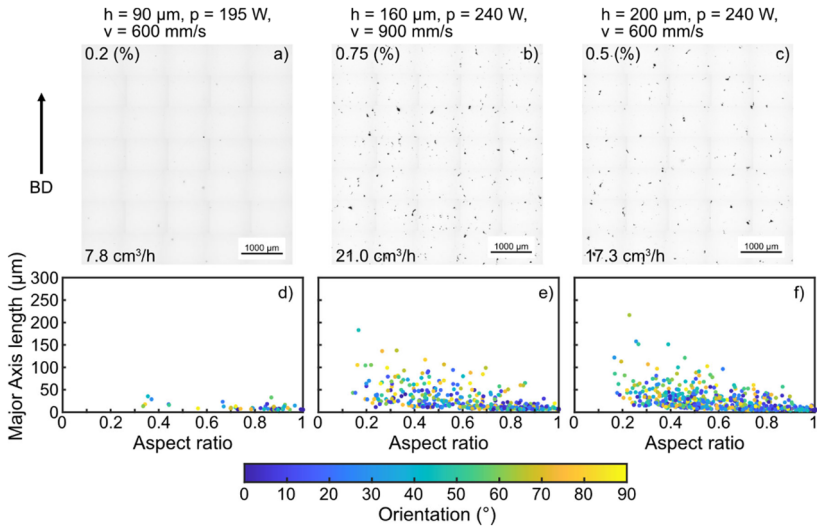 h = 90 µm, p = 195 W,
v = 600 mm/s
h = 160 µm, p = 240 W,
v = 900 mm/s
h = 200 µm, p = 240 W,
v = 600 mm/s
0.2 (%)
a)
0.75 (%)
b)
0.5 (%)
c)
BD
7.8 cm³/h
1000 µm
21.0 cm³/h
1000 µm
17.3 cm³/h
1000 µm
Major Axis length (µm)
300
250
200
150
100
50
0
d)
e)
f)
0 0.2 0.4 0.6 0.8 1
0 0.2 0.4 0.6 0.8 1
0 0.2 0.4 0.6 0.8 1
Aspect ratio
Aspect ratio
Aspect ratio
0 10 20 30 40 50 60 70 80 90
Orientation (°)